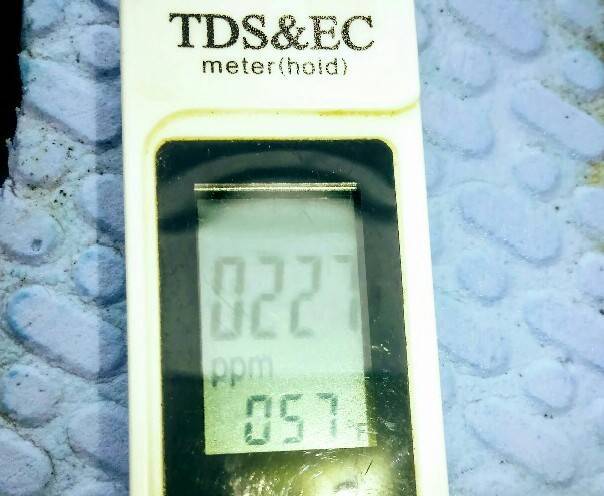 TDS&EC
meter(hold)
0227
ppm
057°F